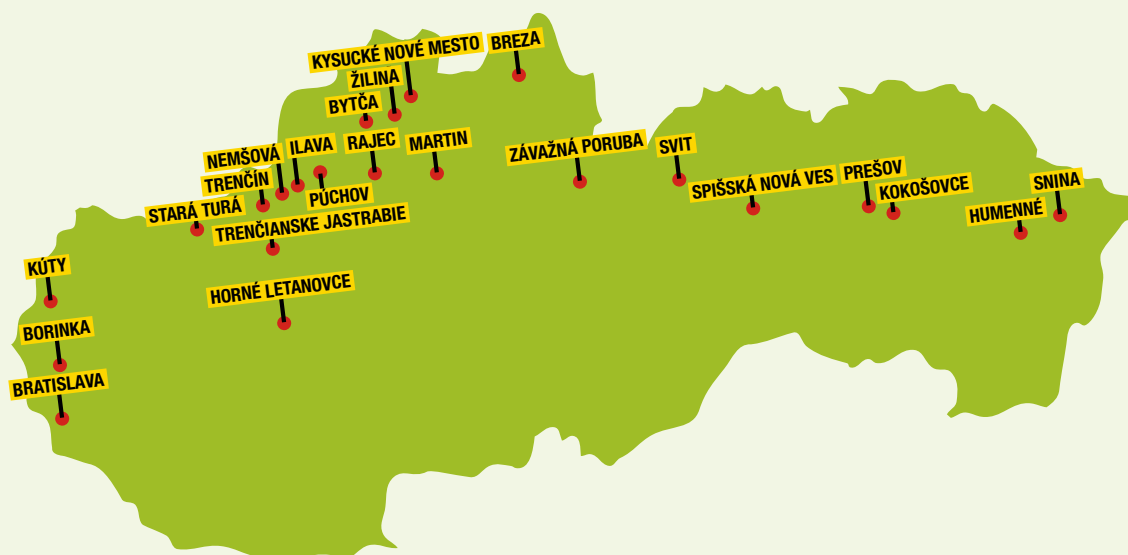 KYSUCKÉ NOVÉ MESTO
BREZA
ŽILINA
BYTČA
NEMŠOVÁ
ILAVA
RAJEC
MARTIN
ZÁVAŽNÁ PORUBA
SVIT
TRENČÍN
PÚCHOV
SPIŠSKÁ NOVÁ VES
PREŠOV
KOKOŠOVCE
SNINA
STARÁ TURÁ
TRENČIANSKE JASTRABIE
HUMENNÉ
KÚTY
HORNÉ LETANOVCE
BORINKA
BRATISLAVA